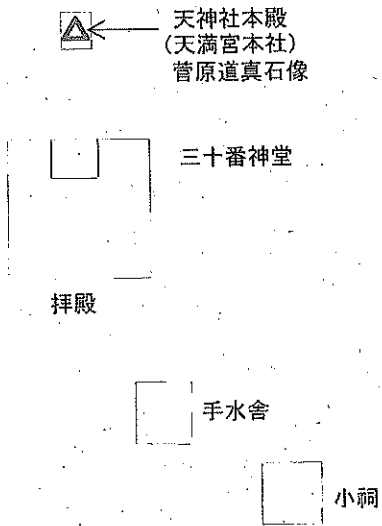 天神社本殿
(天満宮本社)
菅原道真石像
三十番神堂
拝殿
手水舎
小祠